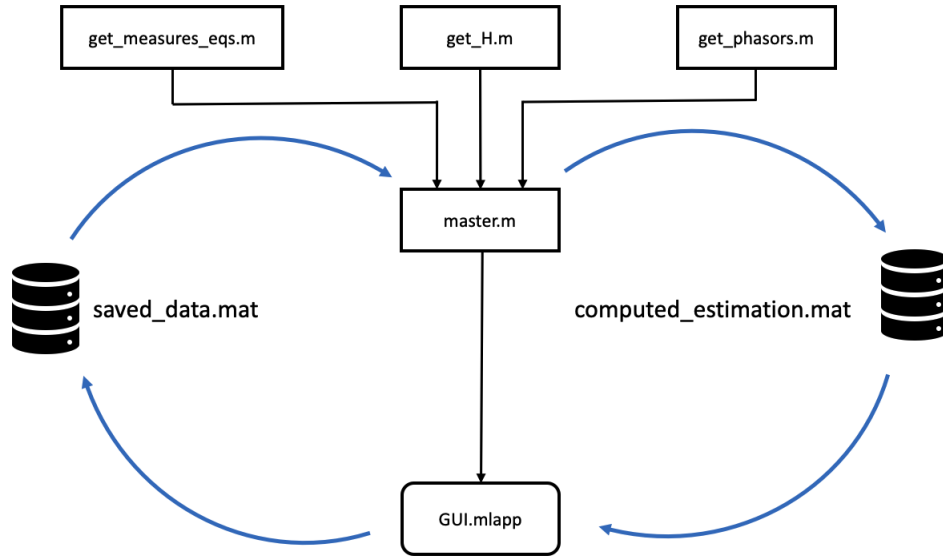 get_measures_eqs.m
get_H.m
get_phasors.m
master.m
saved_data.mat
computed_estimation.mat
GUI.mlapp